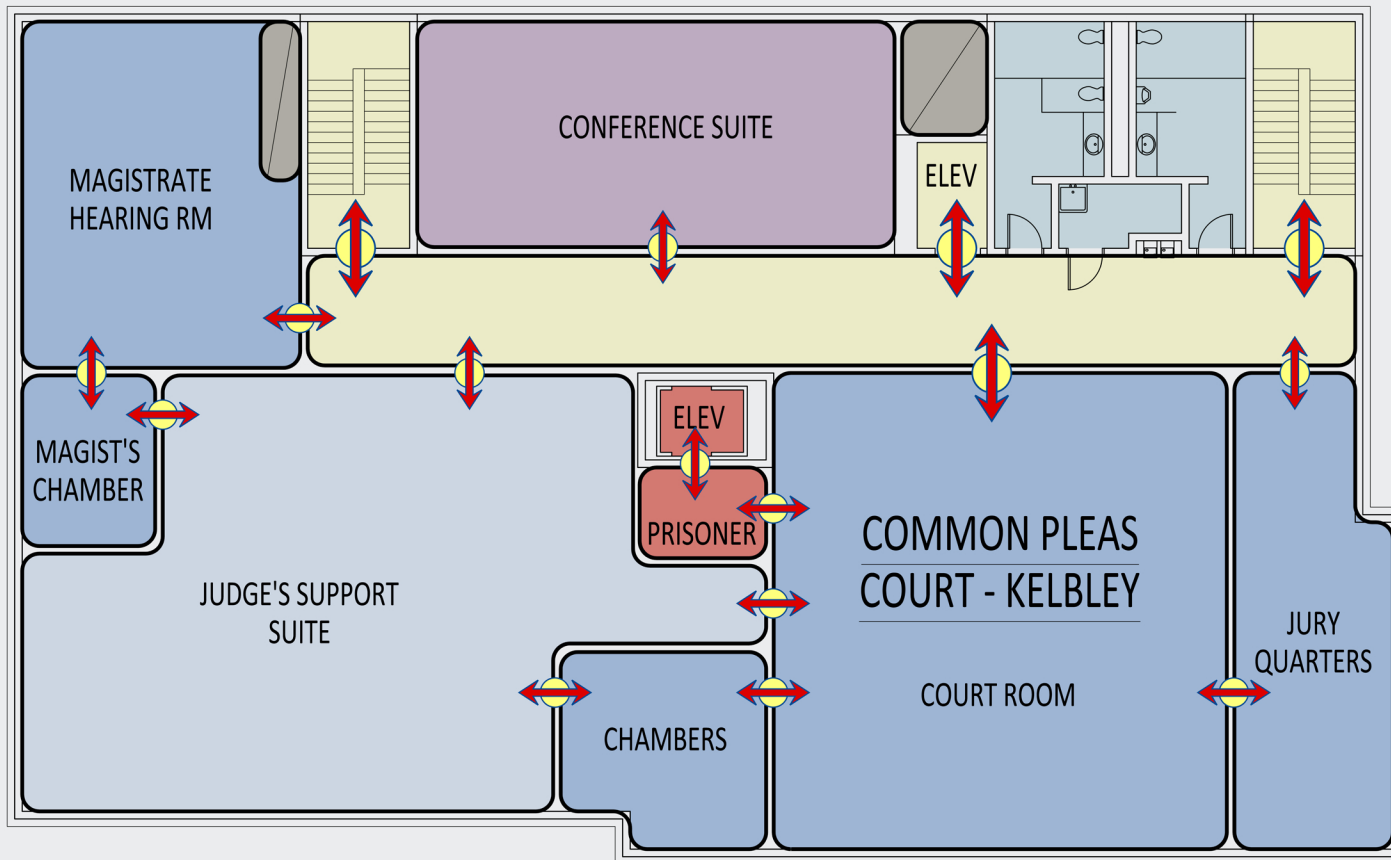 CONFERENCE SUITE
ELEV
MAGISTRATE
HEARING RM
ELEV
MAGIST'S
CHAMBER
PRISONER
COMMON PLEAS
COURT - KELBLEY
JUDGE'S SUPPORT
SUITE
JURY
QUARTERS
COURT ROOM
CHAMBERS